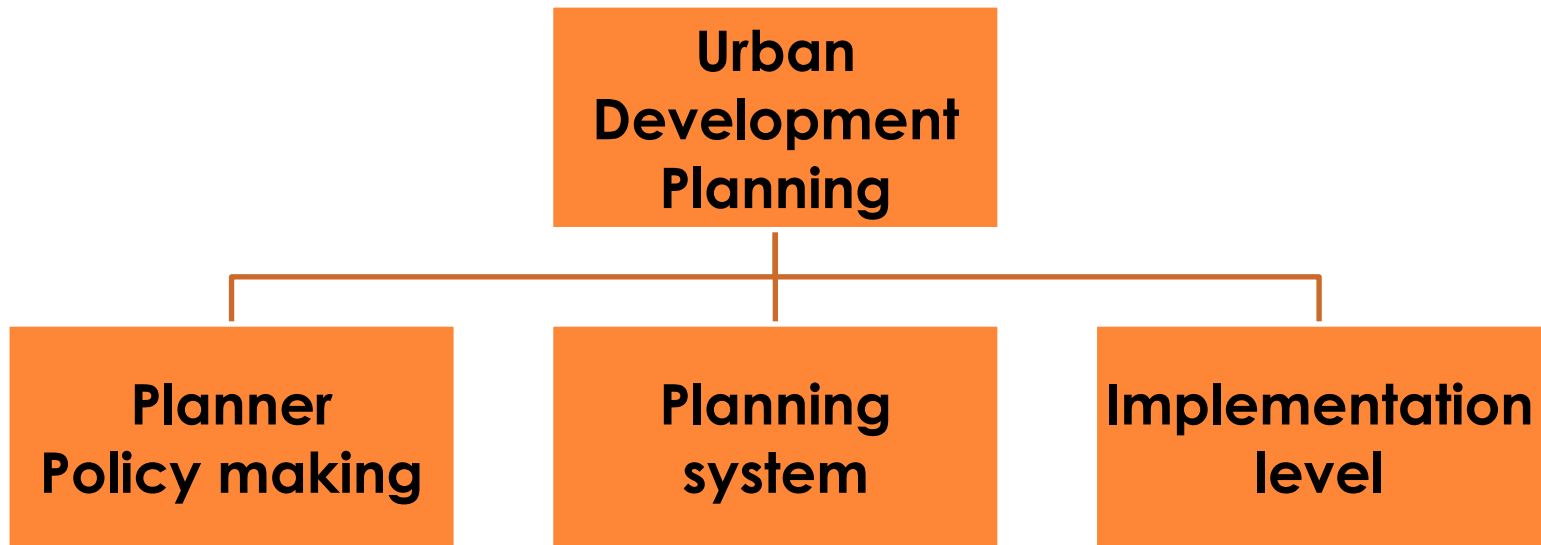 Urban
Development
Planning
Planner
Policy making
Planning
system
Implementation
level